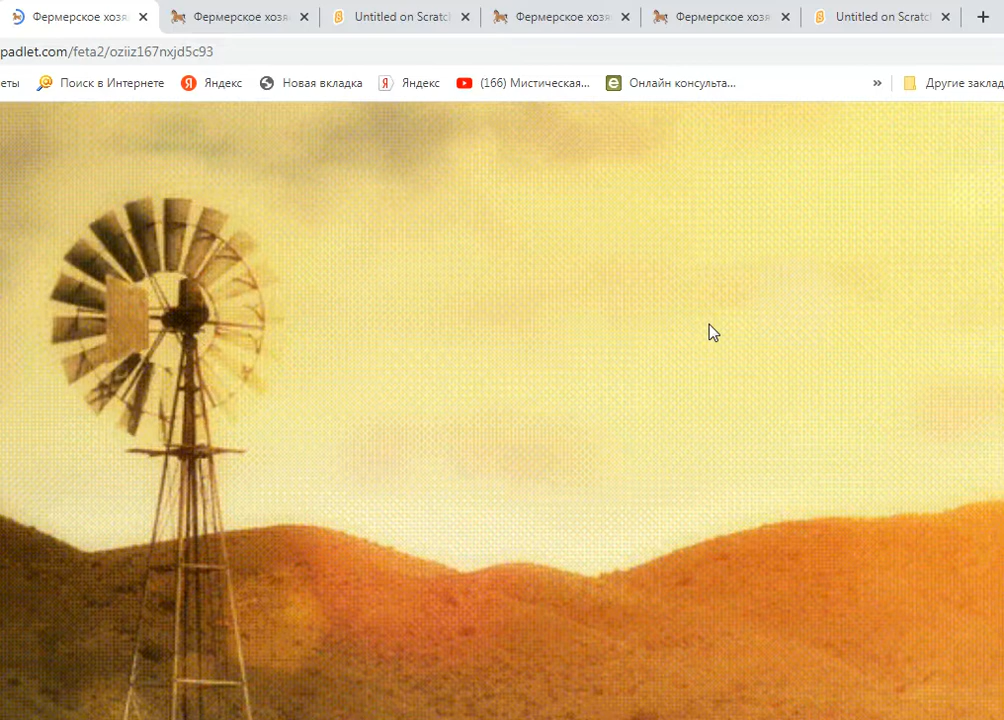 Фермерское хозя Фермерское хозя Untitled on Scratc Фермерское хозя Фермерское хозя Untitled on Scratc
padlet.com/feta2/oziiz167nxjd5c93
еты Поиск в Интернете Яндекс Новая вкладка Яндекс (166) Мистическая... Онлайн консульта... » Другие заклад